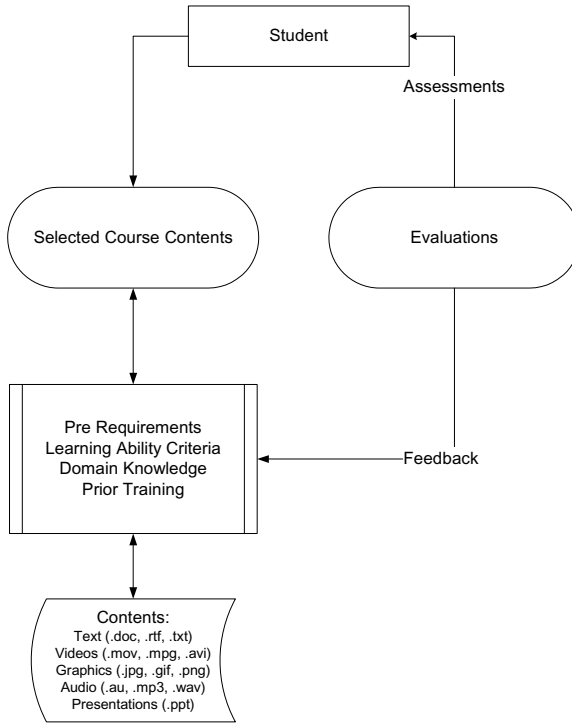 Student
Assessments
Selected Course Contents
Evaluations
Pre Requirements
Learning Ability Criteria
Domain Knowledge
Prior Training
Feedback
Contents:
Text (.doc, .rtf, .txt)
Videos (.mov, .mpg, .avi)
Graphics (.jpg, .gif, .png)
Audio (.au, .mp3, .wav)
Presentations (.ppt)